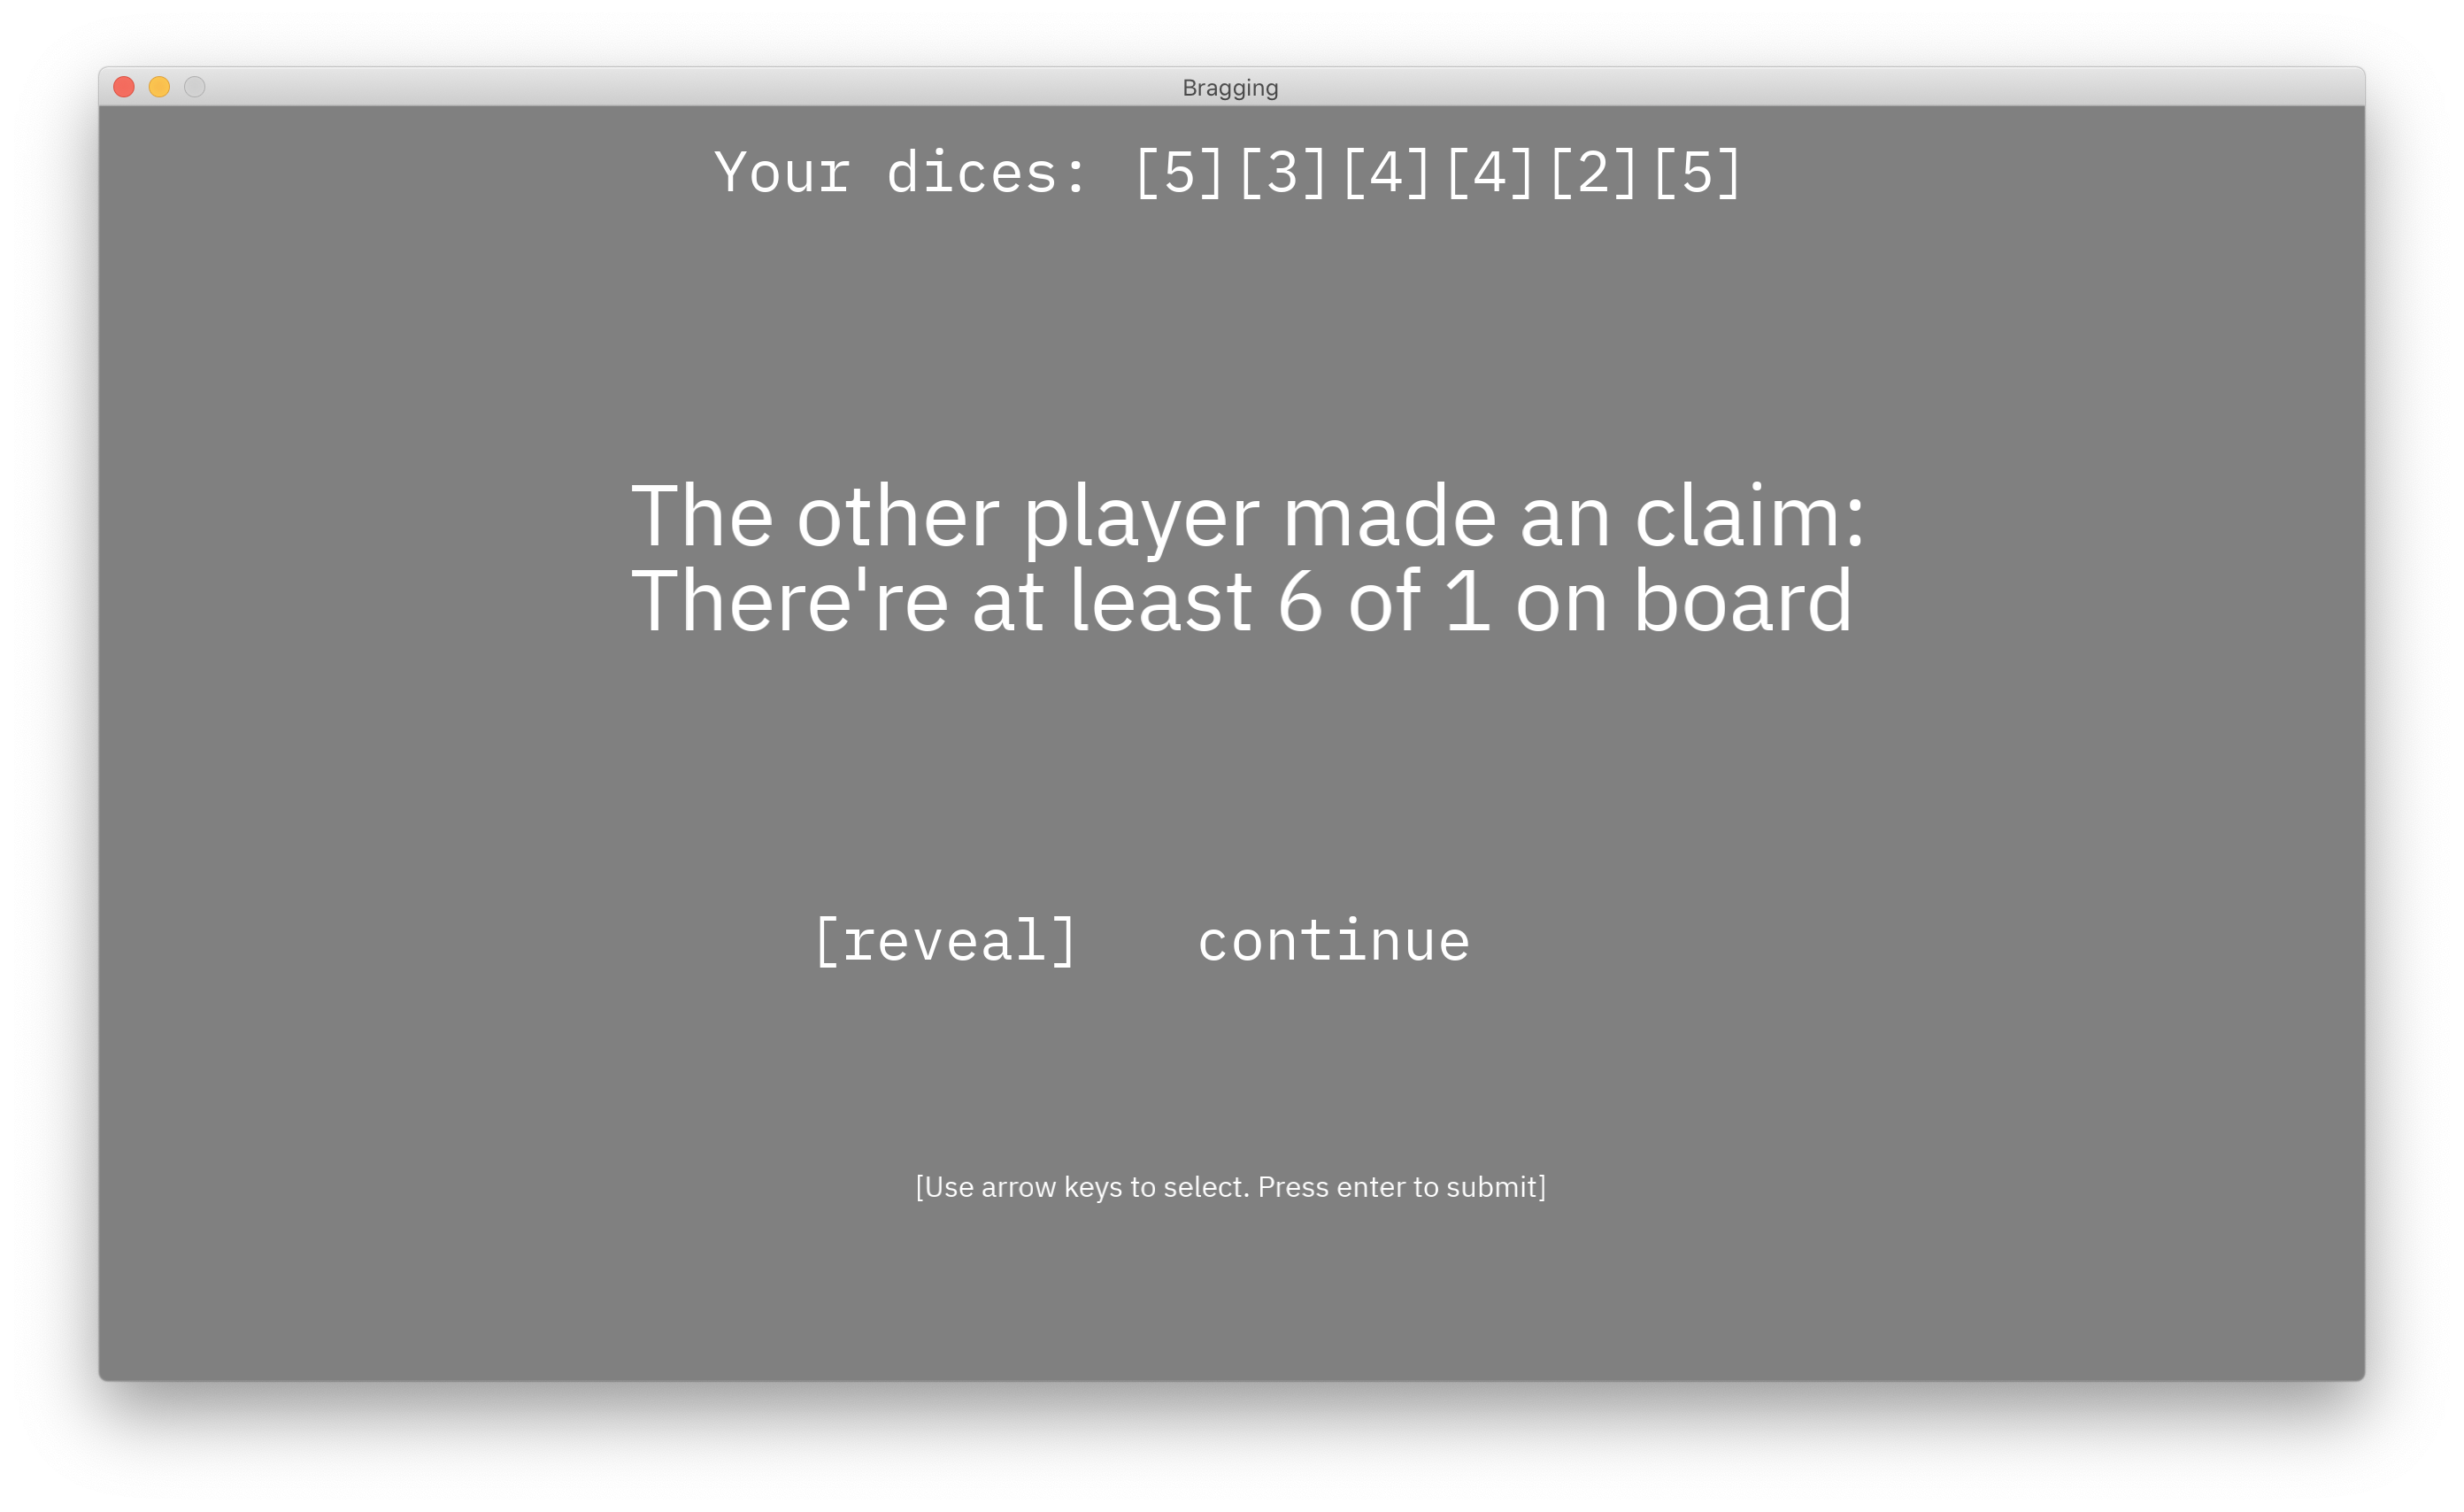 Bragging
Your dices: [5][3][4][4][2][5]
The other player made an claim:
There're at least 6 of 1 on board
[reveal] continue
[Use arrow keys to select. Press enter to submit]